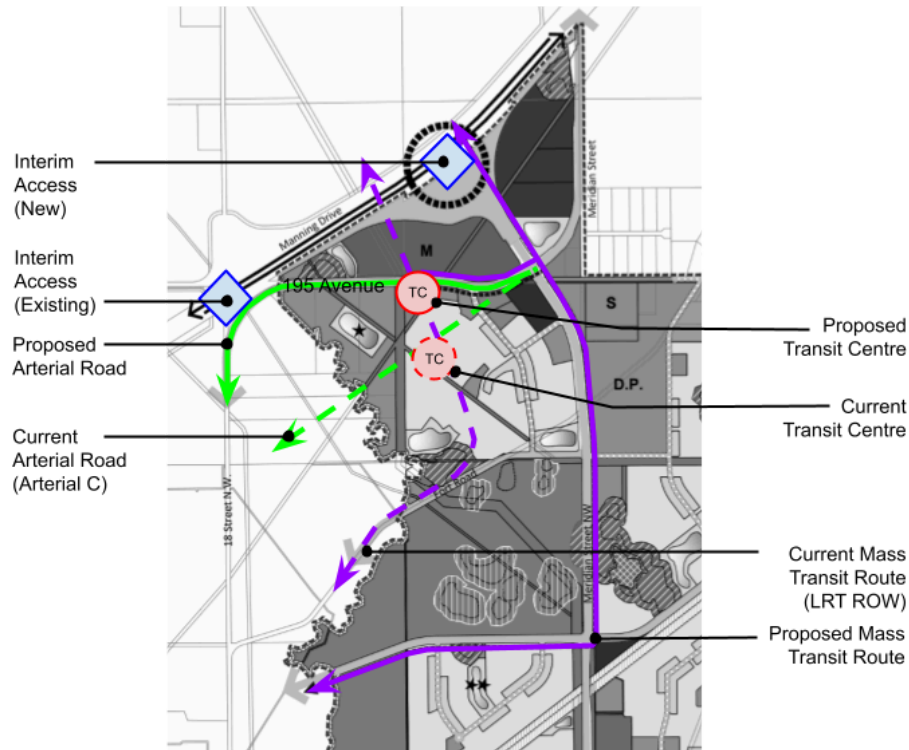 Interim
Access
(New)
Interim
Access
(Existing)
Proposed
Arterial Road
Current
Arterial Road
(Arterial C)
Manning Drive
Meridian Street
M
195 Avenue
TC
S
TC
D.P.
18 Street N.W.
Fort Road
Meridian Street NW
Proposed
Transit Centre
Current
Transit Centre
Current Mass
Transit Route
(LRT ROW)
Proposed Mass
Transit Route